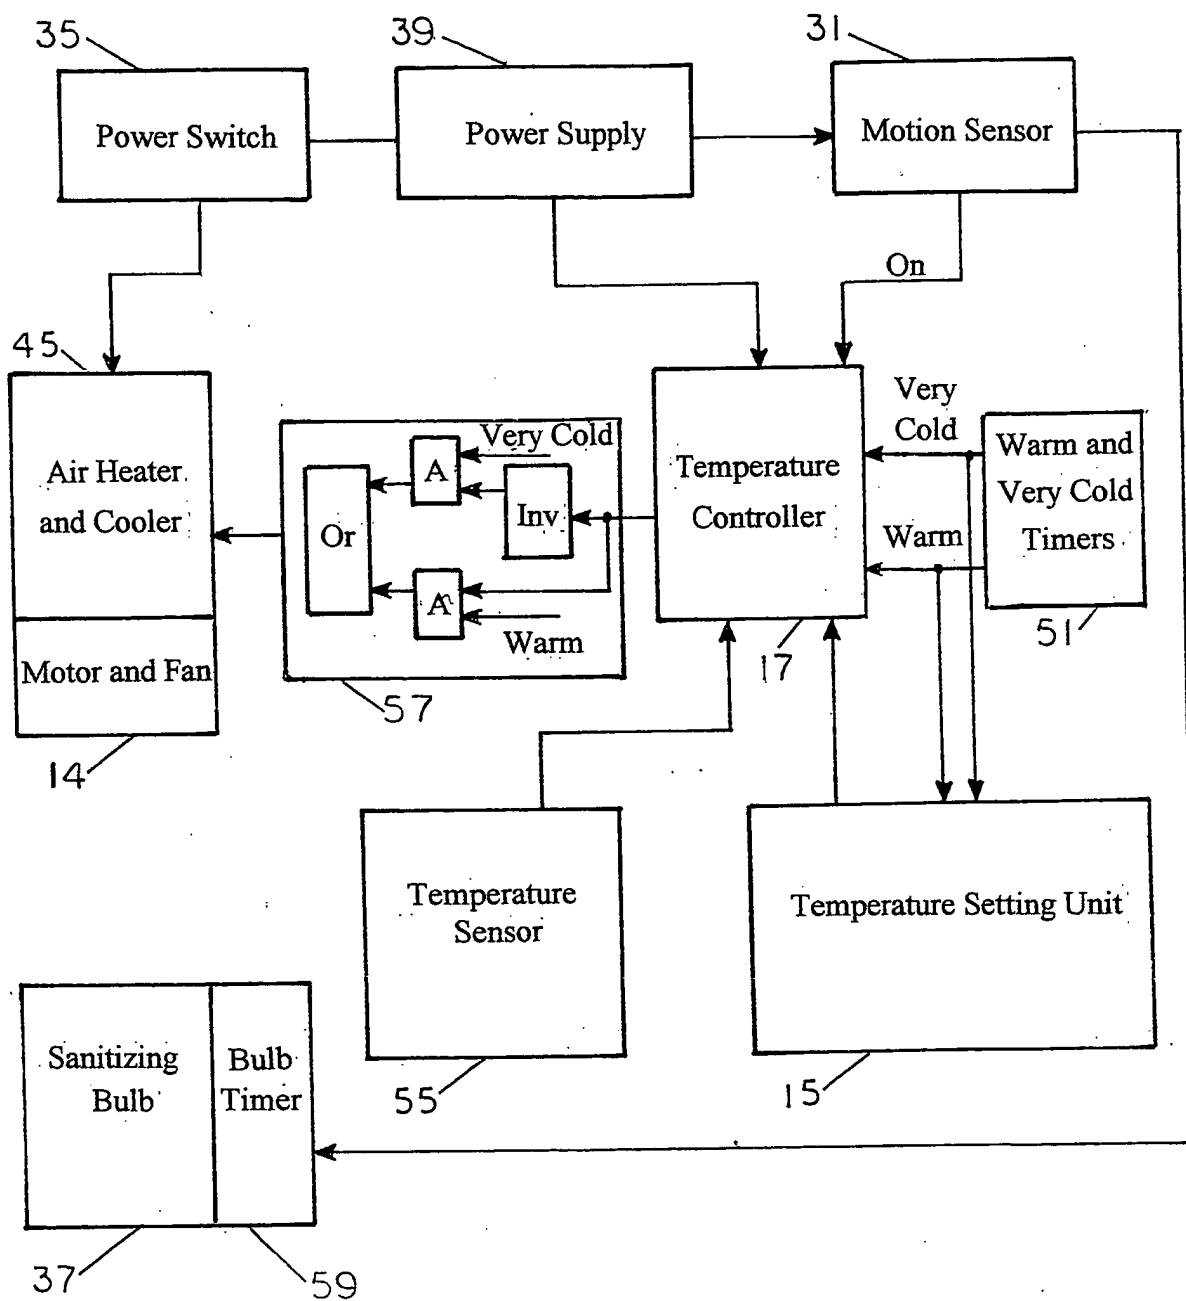 35
39
31
Power Switch
Power Supply
Motion Sensor
On
45
Very
Cold
Very Cold
Warm and
Very Cold
Timers
Air Heater
and Cooler
A
Or
Inv
Temperature
Controller
Warm
A
Warm
51
17
Motor and Fan
57
14
Temperature
Sensor
Temperature Setting Unit
Sanitizing
Bulb
Bulb
Timer
55
15
37
59